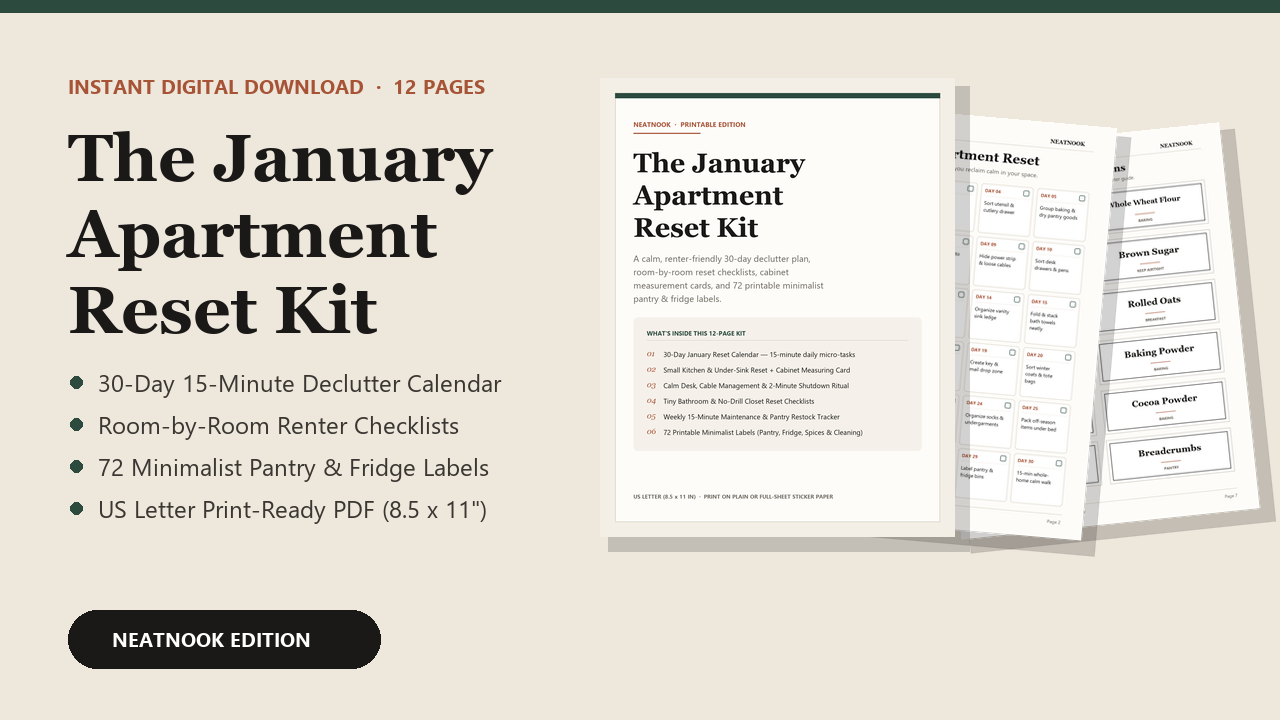 INSTANT DIGITAL DOWNLOAD · 12 PAGES
The January
Apartment
Reset Kit
30-Day 15-Minute Declutter Calendar
Room-by-Room Renter Checklists
72 Minimalist Pantry & Fridge Labels
US Letter Print-Ready PDF (8.5 x 11")
NEATNOOK EDITION
NEATNOOK · PRINTABLE EDITION
The January
Apartment
Reset Kit
A calm, renter-friendly 30-day declutter plan,
room-by-room reset checklists, cabinet
measurement cards, and 72 printable minimalist
pantry & fridge labels.
WHAT'S INSIDE THIS 12-PAGE KIT
01 30-Day January Reset Calendar — 15-minute daily micro-tasks
02 Small Kitchen & Under-Sink Reset + Cabinet Measuring Card
03 Calm Desk, Cable Management & 2-Minute Shutdown Ritual
04 Tiny Bathroom & No-Drill Closet Reset Checklists
05 Weekly 15-Minute Maintenance & Pantry Restock Tracker
06 72 Printable Minimalist Labels (Pantry, Fridge, Spices & Cleaning)
US LETTER (8.5 x 11 IN) · PRINT ON PLAIN OR FULL-SHEET STICKER PAPER
NEATNOOK
Reset
you reclaim calm in your space.
DAY 04
Sort utensil &
cutlery drawer
DAY 05
Group baking &
dry pantry goods
DAY 09
Hide power strip
& loose cables
DAY 10
Sort desk
drawers & pens
DAY 14
Organize vanity
sink ledge
DAY 15
Fold & stack
bath towels
neatly
DAY 19
Create key &
mail drop zone
DAY 20
Sort winter
coats & tote
bags
DAY 24
Organize socks &
undergarments
DAY 25
Pack off-season
items under bed
DAY 29
Label pantry &
fridge bins
DAY 30
15-min whole-
home calm walk
Page 2
NEATNOOK
guide
Whole Wheat Flour
BAKING
Brown Sugar
KEEP AIRTIGHT
Rolled Oats
BREAKFAST
Baking Powder
BAKING
Cocoa Powder
BAKING
Breadcrumbs
PANTRY
Page 7